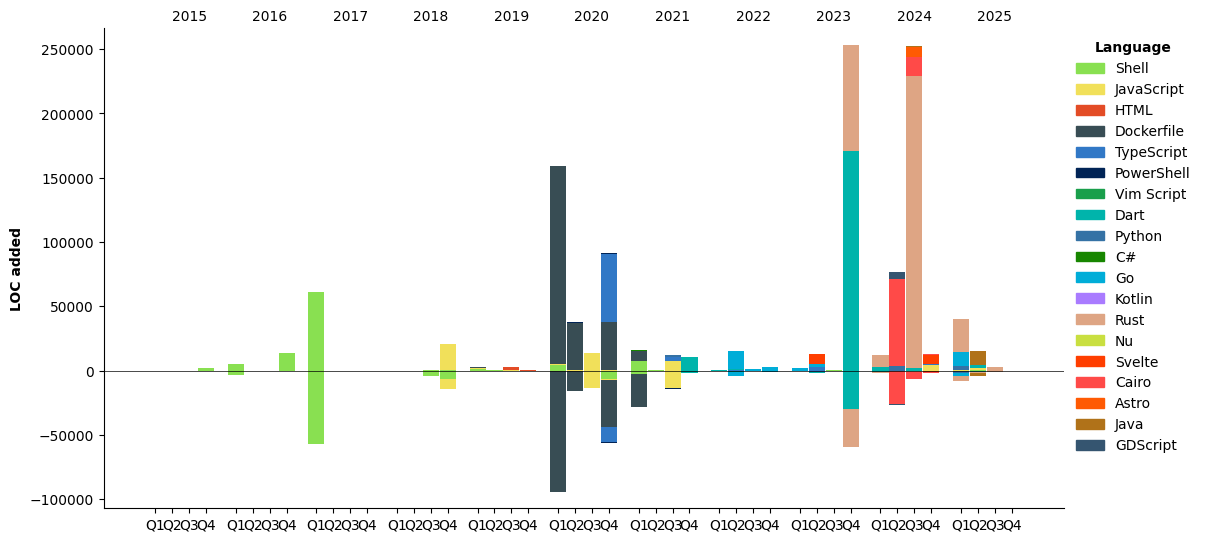 2015 2016 2017 2018 2019 2020 2021 2022 2023 2024 2025
250000
200000
150000
100000
50000
0
−50000
−100000
LOC added
Q1Q2Q3Q4 Q1Q2Q3Q4 Q1Q2Q3Q4 Q1Q2Q3Q4 Q1Q2Q3Q4 Q1Q2Q3Q4 Q1Q2Q3Q4 Q1Q2Q3Q4 Q1Q2Q3Q4 Q1Q2Q3Q4 Q1Q2Q3Q4
Language
Shell
JavaScript
HTML
Dockerfile
TypeScript
PowerShell
Vim Script
Dart
Python
C#
Go
Kotlin
Rust
Nu
Svelte
Cairo
Astro
Java
GDScript